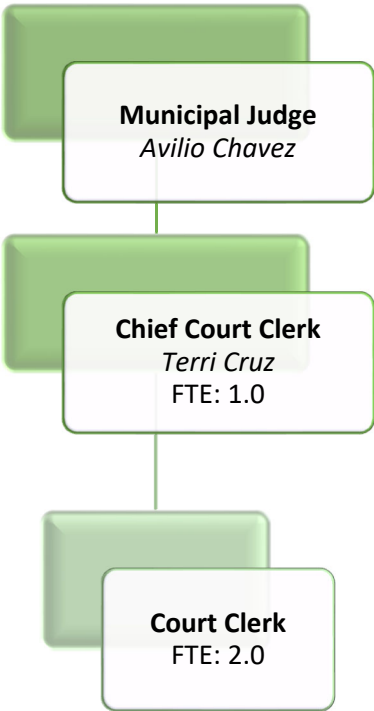 Municipal Judge
Avilio Chavez
Chief Court Clerk
Terri Cruz
FTE: 1.0
Court Clerk
FTE: 2.0